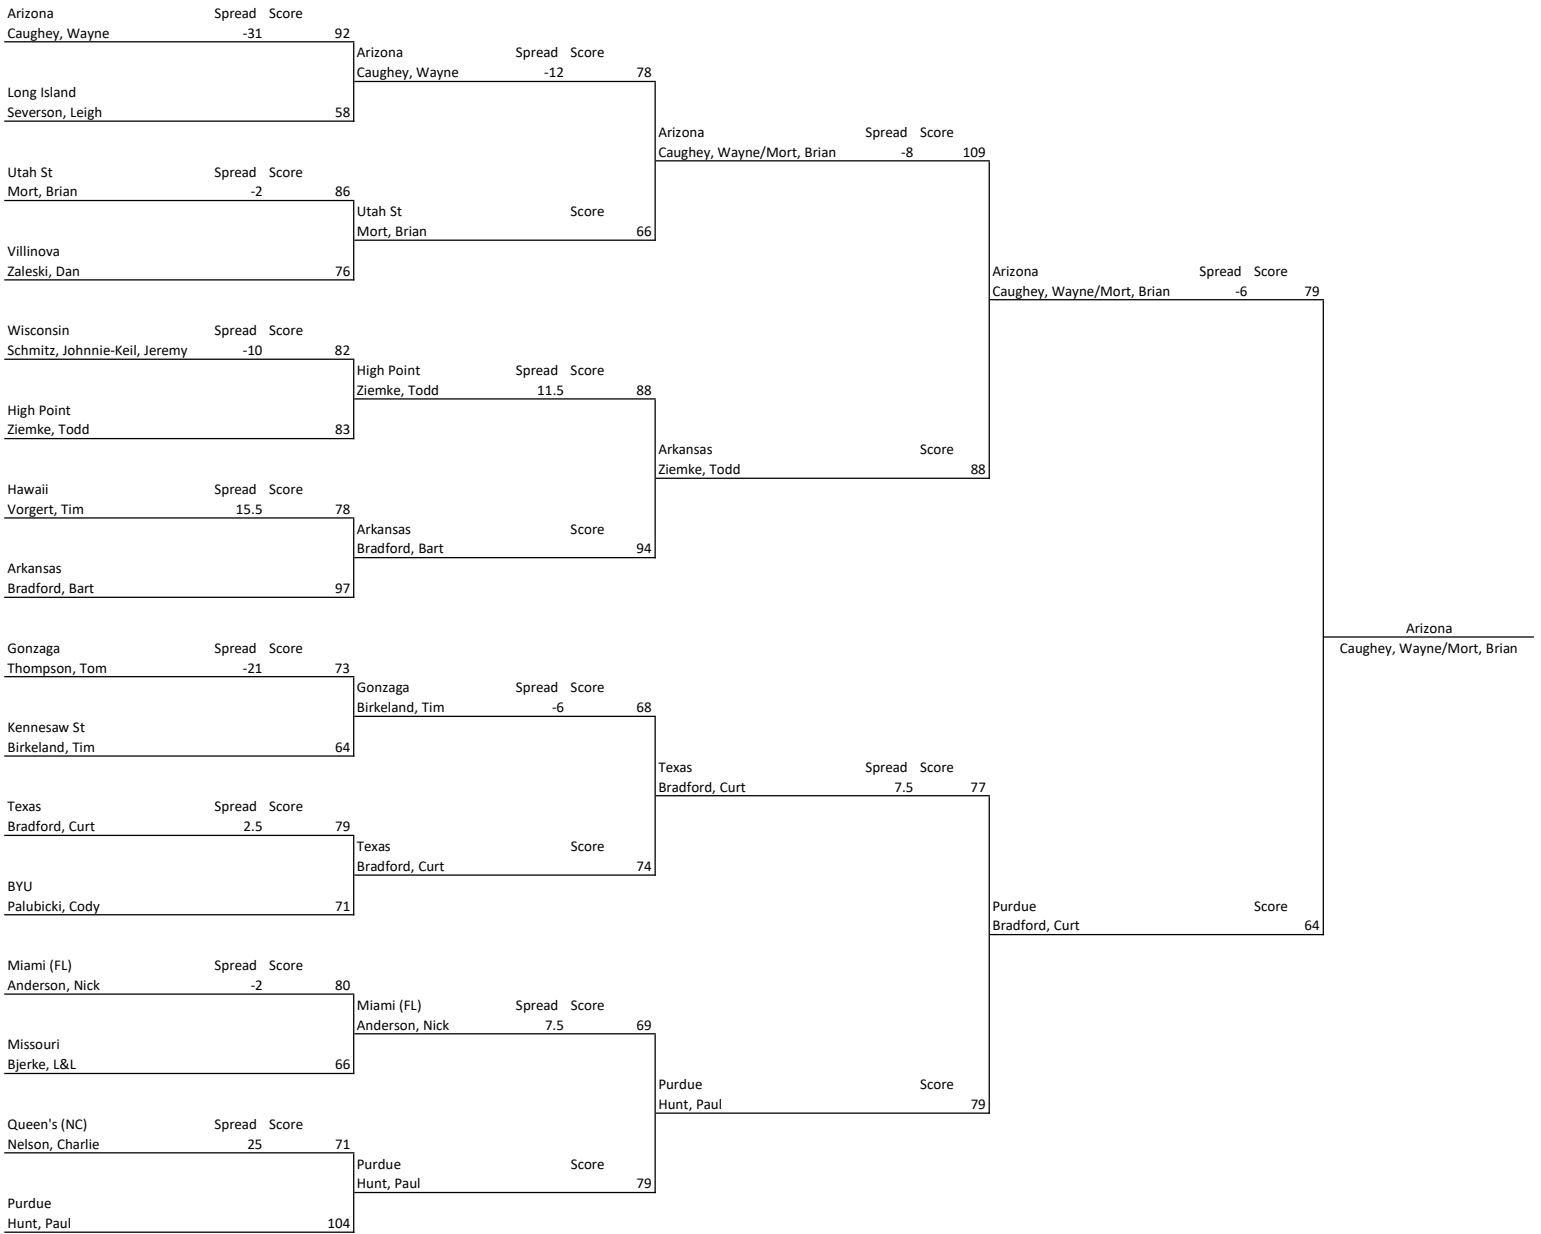 Arizona Spread Score
Caughey, Wayne -31 92
Arizona Spread Score
Caughey, Wayne -12 78
Long Island
Severson, Leigh 58
Arizona Spread Score
Caughey, Wayne/Mort, Brian -8 109
Utah St Spread Score
Mort, Brian -2 86
Utah St Score
Mort, Brian 66
Villinova
Zaleski, Dan 76
Arizona Spread Score
Caughey, Wayne/Mort, Brian -6 79
Wisconsin Spread Score
Schmitz, Johnnie-Keil, Jeremy -10 82
High Point Spread Score
Ziemke, Todd 11.5 88
High Point
Ziemke, Todd 83
Arkansas Score
Ziemke, Todd 88
Hawaii Spread Score
Vorgert, Tim 15.5 78
Arkansas Score
Bradford, Bart 94
Arkansas
Bradford, Bart 97
Arizona
Caughey, Wayne/Mort, Brian
Gonzaga Spread Score
Thompson, Tom -21 73
Gonzaga Spread Score
Birkeland, Tim -6 68
Kennesaw St
Birkeland, Tim 64
Texas Spread Score
Bradford, Curt 7.5 77
Texas Spread Score
Bradford, Curt 2.5 79
Texas Score
Bradford, Curt 74
BYU
Palubicki, Cody 71
Purdue Score
Bradford, Curt 64
Miami (FL) Spread Score
Anderson, Nick -2 80
Miami (FL) Spread Score
Anderson, Nick 7.5 69
Missouri
Bjerke, L&L 66
Purdue Score
Hunt, Paul 79
Queen's (NC) Spread Score
Nelson, Charlie 25 71
Purdue Score
Hunt, Paul 79
Purdue
Hunt, Paul 104